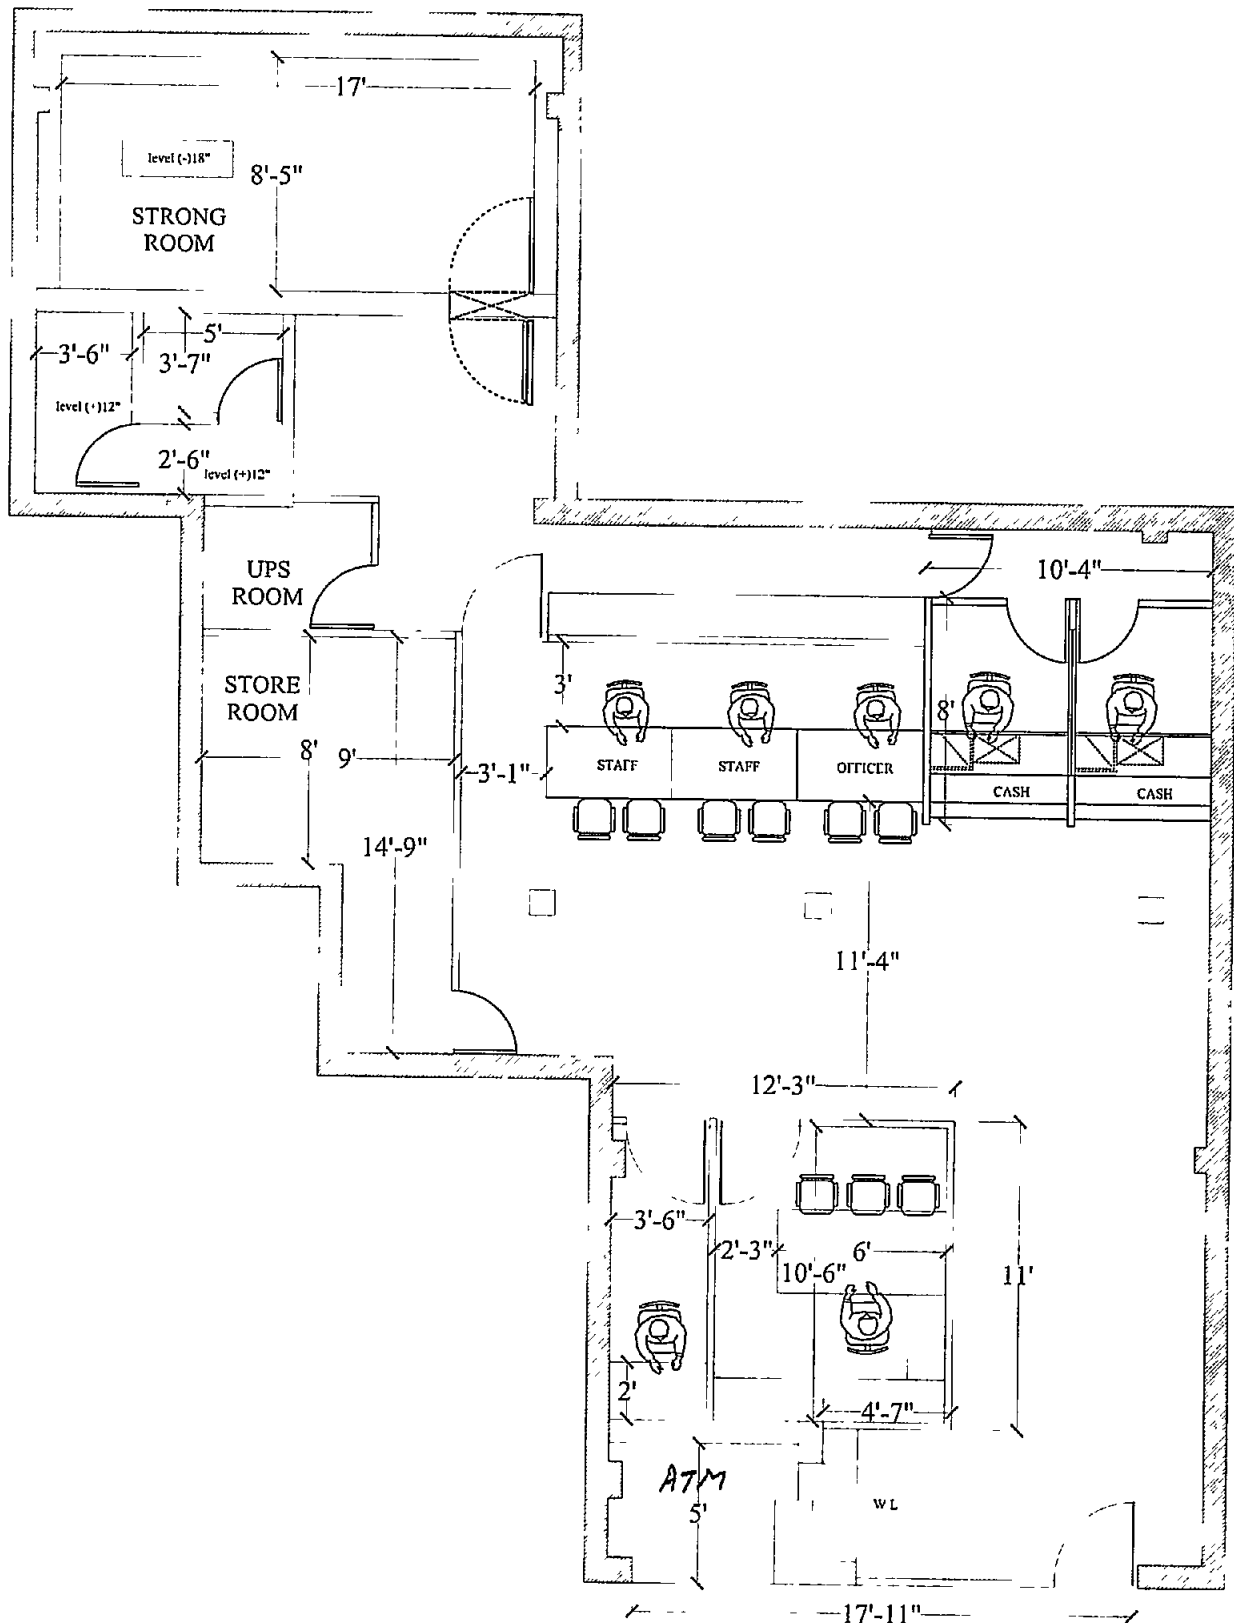 17'
level (-)18"
8'-5"
STRONG
ROOM
5'
3'-6"
3'-7"
level (+)12"
2'-6"
level (+)12"
UPS
ROOM
10'-4"
STORE
ROOM
3'
8'
8'
9'
3'-1"
STAFF
STAFF
OFFICER
CASH
CASH
14'-9"
11'-4"
12'-3"
3'-6"
2'-3"
6'
10'-6"
11'
2'
4'-7"
ATM
5'
W L
17'-11"